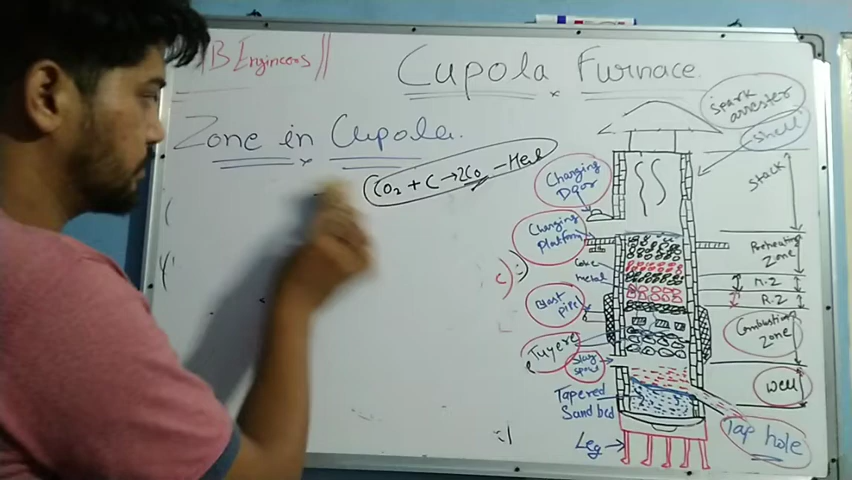 B Engineers
Cupola Furnace.
Zone in Cupola.
CO2 + C → 2CO - Heat
Spark arrester
Shell
Charging Door
Charging Platform
Coke
Metal
Blast pipe
Tuyere
Slag spout
Tapered Sand bed
Leg
Stack
Preheating Zone
M.Z
R.Z
Combustion Zone
Well
Tap hole